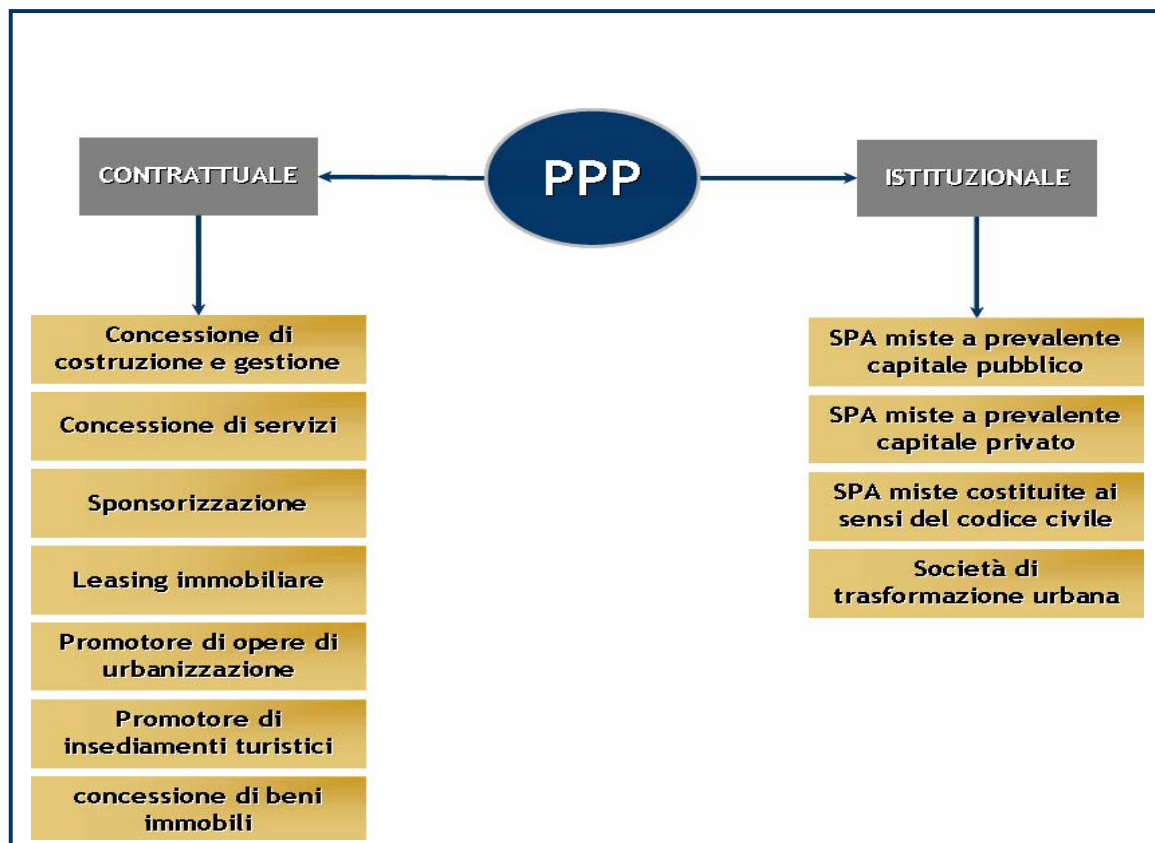 PPP
CONTRATTUALE
Concessione di
costruzione e gestione
Concessione di servizi
Sponsorizzazione
Leasing immobiliare
Promotore di opere di
urbanizzazione
Promotore di
insediamenti turistici
concessione di beni
immobili
ISTITUZIONALE
SPA miste a prevalente
capitale pubblico
SPA miste a prevalente
capitale privato
SPA miste costituite ai
sensi del codice civile
Società di
trasformazione urbana